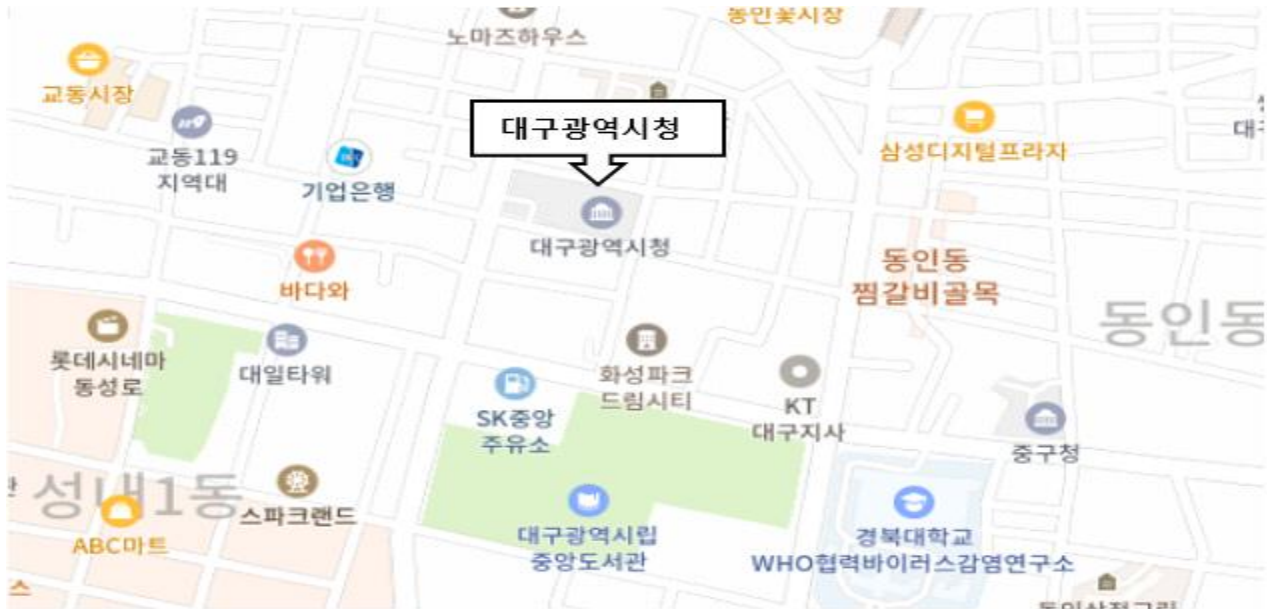 동인꽃시장
노마즈하우스
교동시장
대구광역시청
삼성디지털프라자
교동119
지역대
기업은행
대구광역시청
동인동
찜갈비골목
바다와
동인동
롯데시네마
동성로
대일타워
화성파크
드림시티
SK중앙
주유소
KT
대구지사
중구청
성내1동
스파크랜드
ABC마트
대구광역시립
중앙도서관
경북대학교
WHO협력바이러스감염연구소